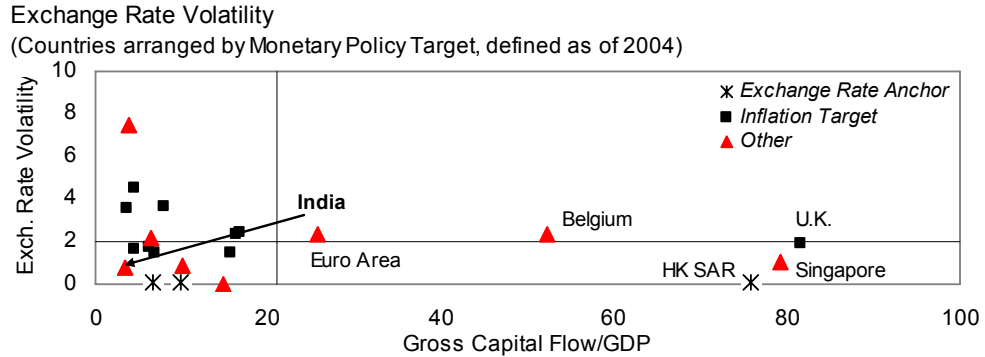 Exchange Rate Volatility
(Countries arranged by Monetary Policy Target, defined as of 2004)
10
8
6
4
2
0
Exch. Rate Volatility
Exchange Rate Anchor
Inflation Target
Other
India
Belgium
U.K.
Euro Area
HK SAR
Singapore
0 20 40 60 80 100
Gross Capital Flow/GDP